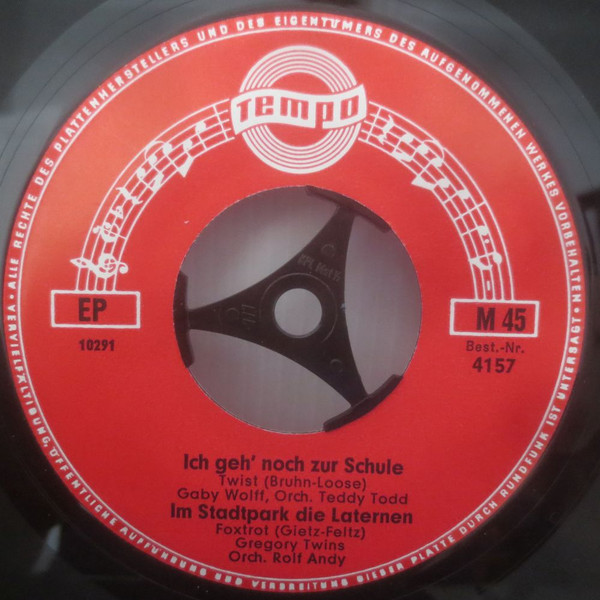 • ALLE RECHTE DES PLATTENHERSTELLERS UND DES EIGENTÜMERS DES AUFGENOMMENEN WERKES VORBEHALTEN •
TEMPO
EP
M 45
10291
Best.-Nr.
4157
Ich geh' noch zur Schule
Twist (Bruhn-Loose)
Gaby Wolff, Orch. Teddy Todd
Im Stadtpark die Laternen
Foxtrot (Gietz-Feltz)
Gregory Twins
Orch. Rolf Andy
VERVIELFÄLTIGUNG, ÖFFENTLICHE AUFFÜHRUNG UND VERBREITUNG DIESER PLATTE DURCH RUNDFUNK IST UNTERSAGT •